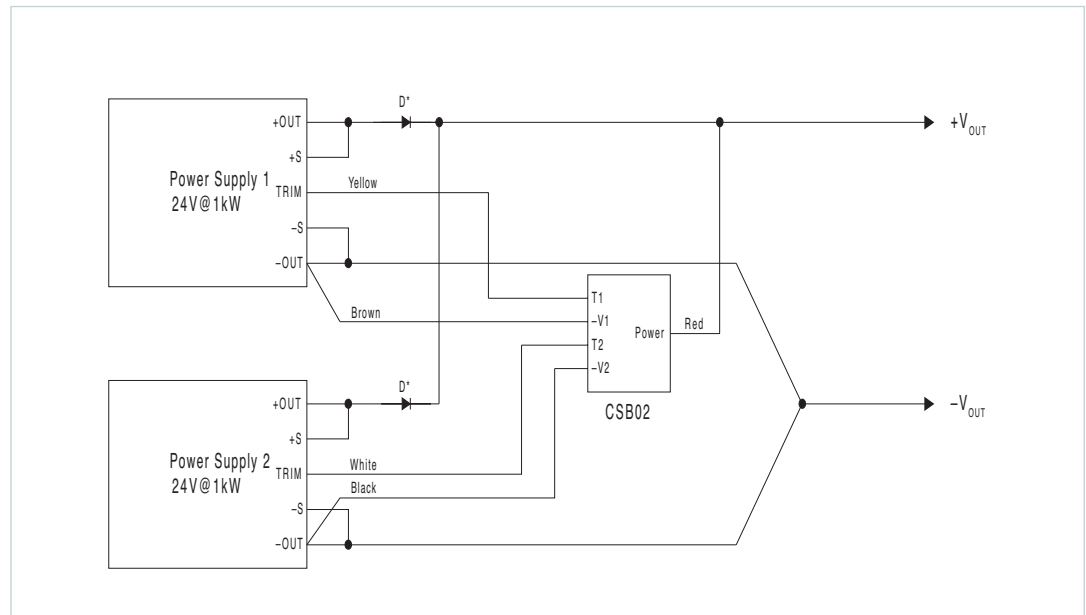 D*
+OUT
+V_OUT
+S
Power Supply 1
24V@1kW
TRIM
Yellow
–S
–OUT
T1
Brown
–V1
Power
Red
T2
–V2
D*
+OUT
CSB02
–V_OUT
+S
Power Supply 2
24V@1kW
TRIM
White
Black
–S
–OUT